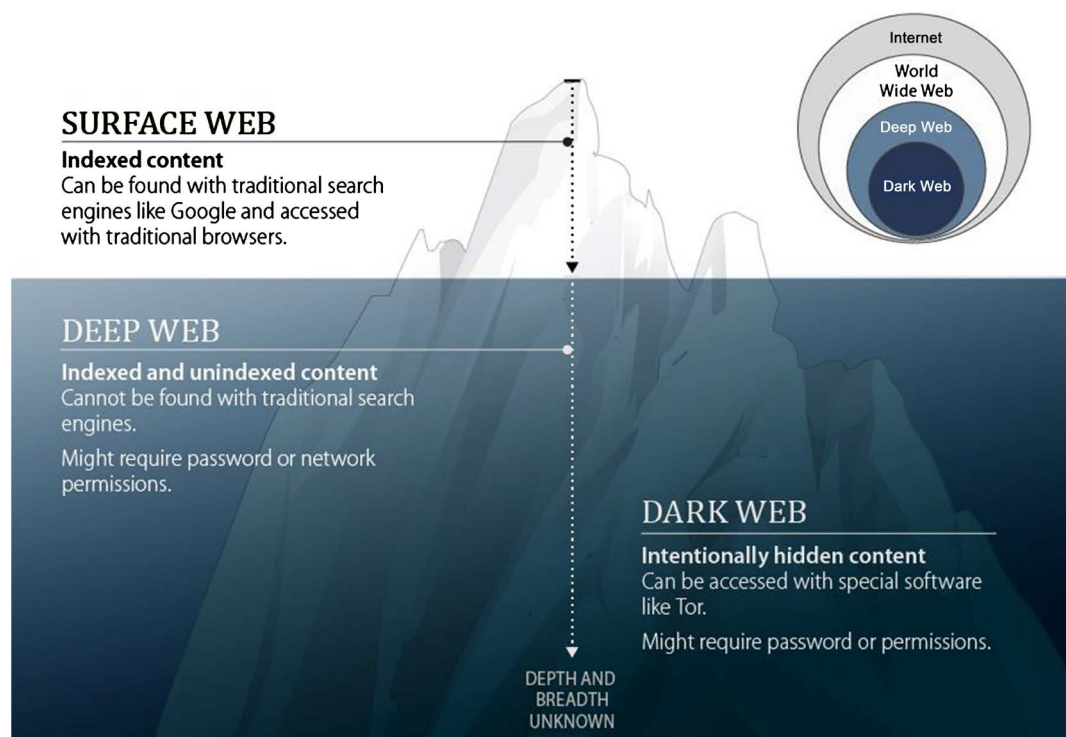 SURFACE WEB
Indexed content
Can be found with traditional search
engines like Google and accessed
with traditional browsers.
Internet
World
Wide Web
Deep Web
Dark Web
DEEP WEB
Indexed and unindexed content
Cannot be found with traditional search
engines.
Might require password or network
permissions.
DARK WEB
Intentionally hidden content
Can be accessed with special software
like Tor.
Might require password or permissions.
DEPTH AND
BREADTH
UNKNOWN